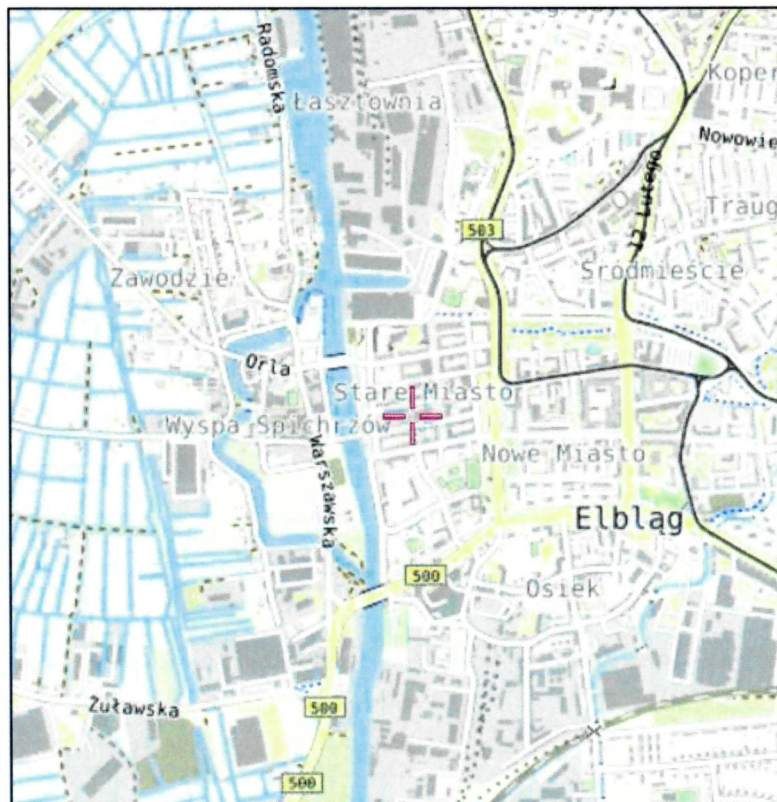 Radomska
Łasztownia
Koper
Nowowie
12 Lutego
Traug
503
Zawodzie
Śródmieście
Orla
Stare Miasto
Wyspa Spichrzów
Warszawska
Nowe Miasto
Elbląg
500
Osiek
Żuławska
500
500